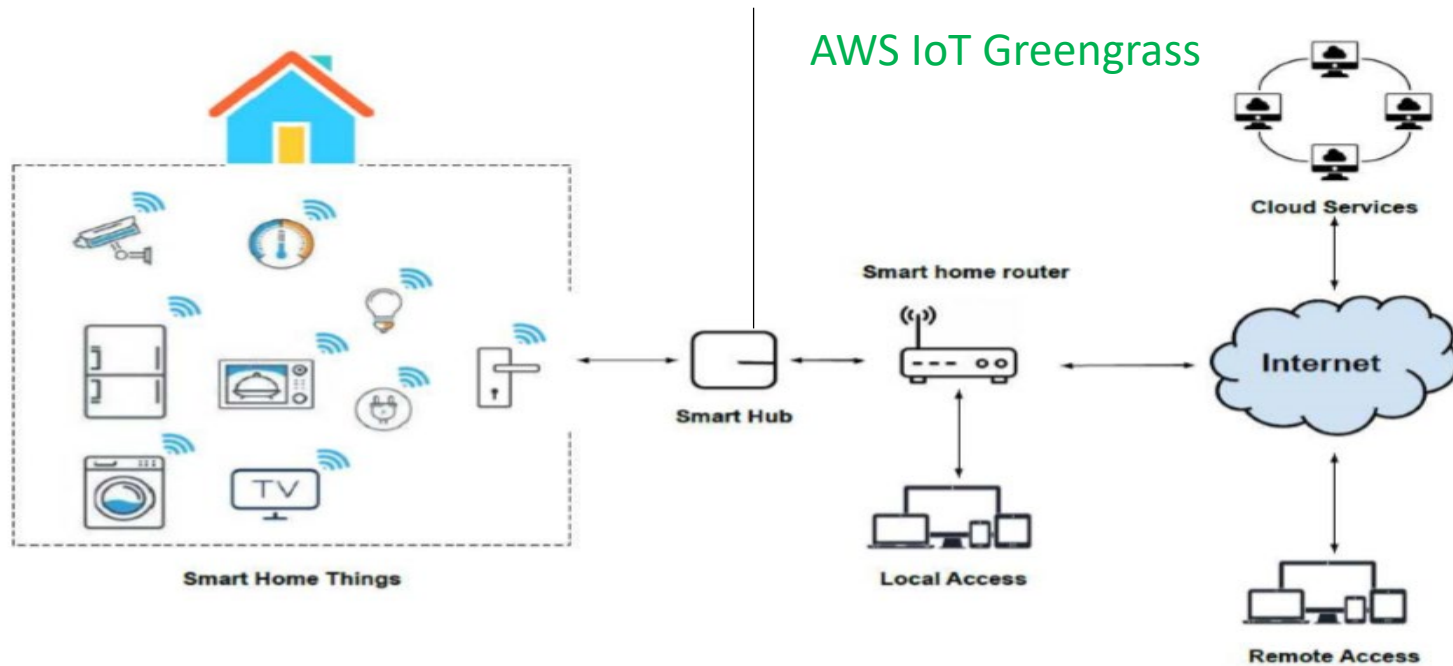 AWS IoT Greengrass
Cloud Services
Smart home router
Internet
Smart Hub
TV
Smart Home Things
Local Access
Remote Access